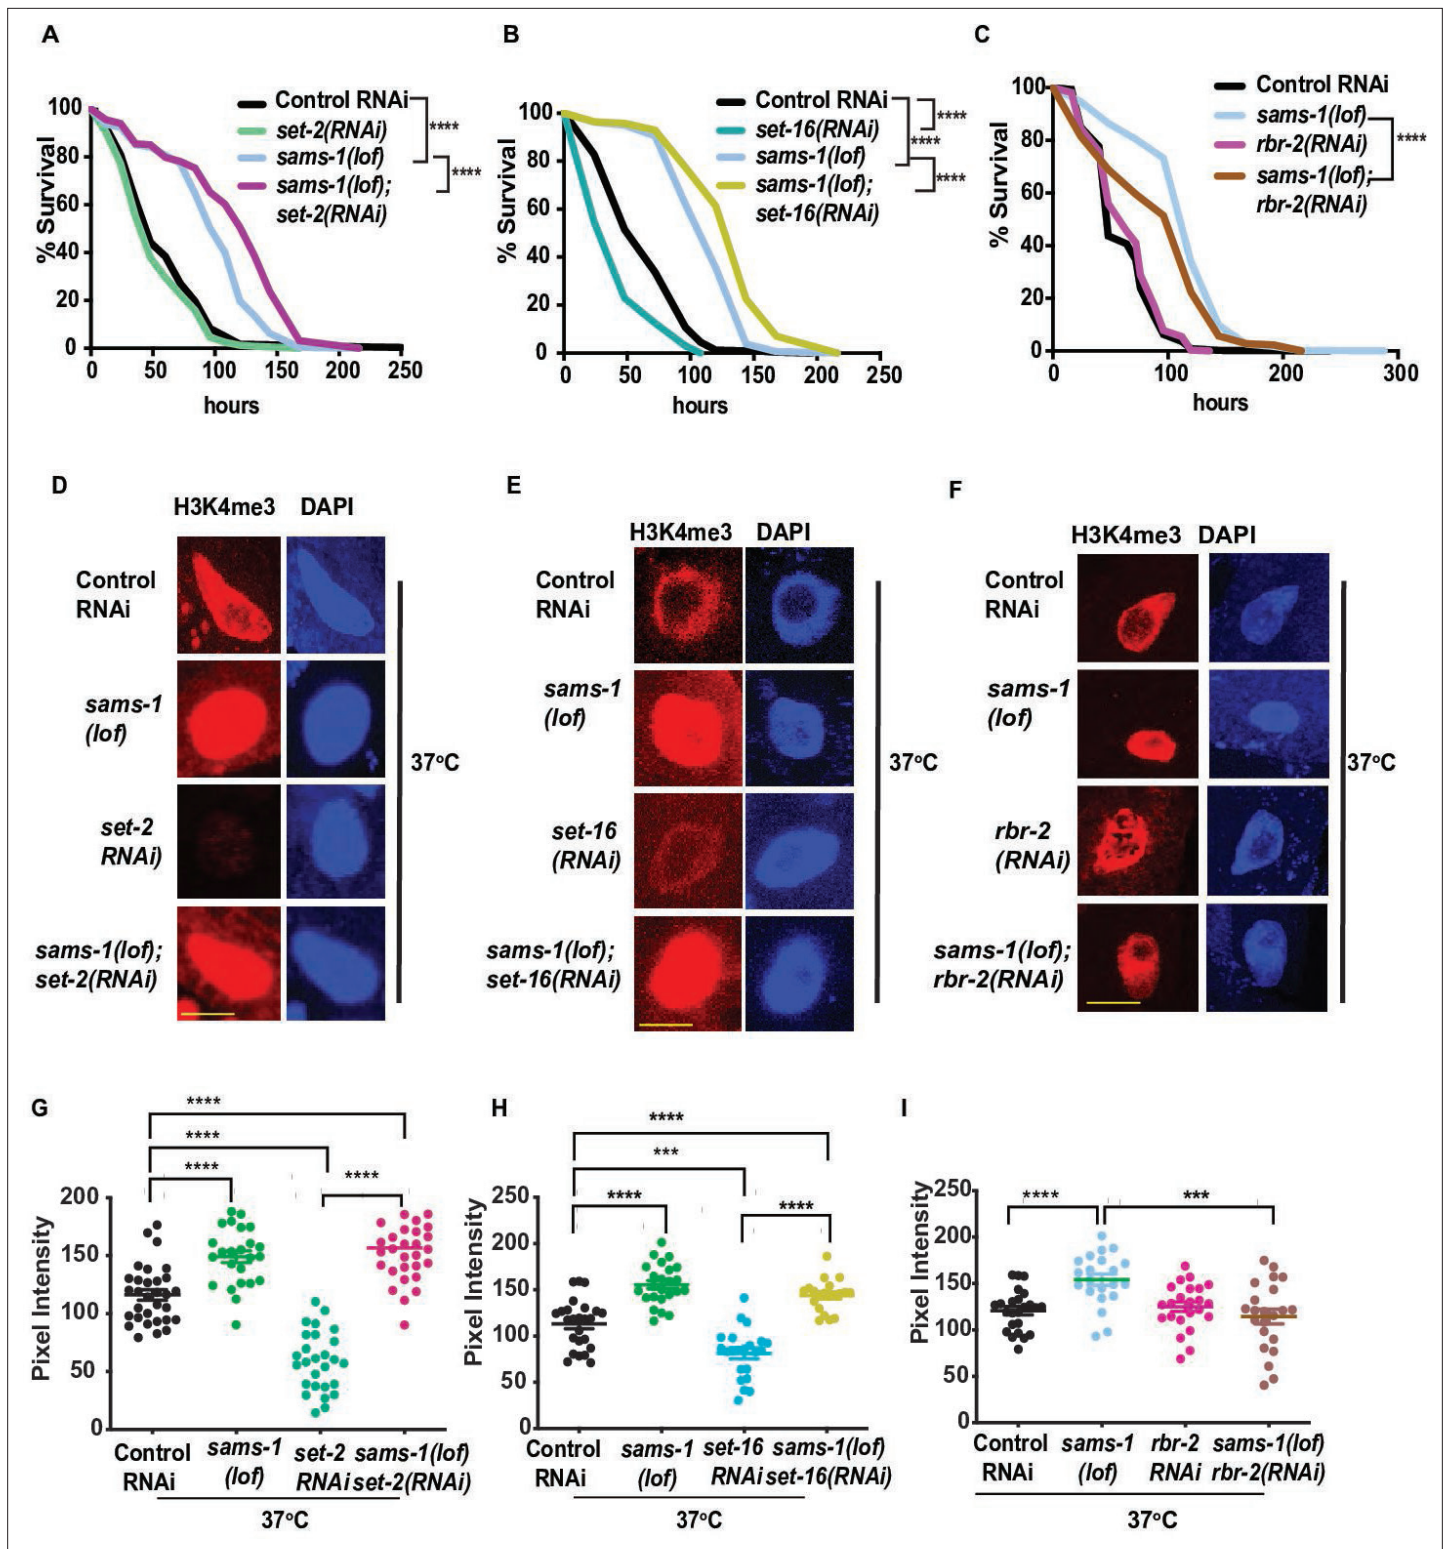 A
Control RNAi
set-2(RNAi)
sams-1(lof)
sams-1(lof);
set-2(RNAi)
****
****
% Survival
100
80
60
40
20
0
0 50 100 150 200 250
hours
B
Control RNAi
set-16(RNAi)
sams-1(lof)
sams-1(lof);
set-16(RNAi)
****
****
****
% Survival
100
80
60
40
20
0
0 50 100 150 200 250
hours
C
Control RNAi
sams-1(lof)
rbr-2(RNAi)
sams-1(lof);
rbr-2(RNAi)
****
% Survival
100
80
60
40
20
0
0 100 200 300
hours
D
H3K4me3 DAPI
Control
RNAi
sams-1
(lof)
set-2
RNAi)
sams-1(lof);
set-2(RNAi)
37°C
E
H3K4me3 DAPI
Control
RNAi
sams-1
(lof)
set-16
(RNAi)
sams-1(lof);
set-16(RNAi)
37°C
F
H3K4me3 DAPI
Control
RNAi
sams-1
(lof)
rbr-2
(RNAi)
sams-1(lof);
rbr-2(RNAi)
37°C
G
****
****
****
****
Pixel Intensity
200
150
100
50
0
Control sams-1 set-2 sams-1(lof)
RNAi (lof) RNAi set-2(RNAi)
37°C
H
****
***
****
****
Pixel Intensity
250
200
150
100
50
0
Control sams-1 set-16 sams-1(lof)
RNAi (lof) RNAi set-16(RNAi)
37°C
I
****
***
Pixel Intensity
250
200
150
100
50
0
Control sams-1 rbr-2 sams-1(lof)
RNAi (lof) RNAi rbr-2(RNAi)
37°C